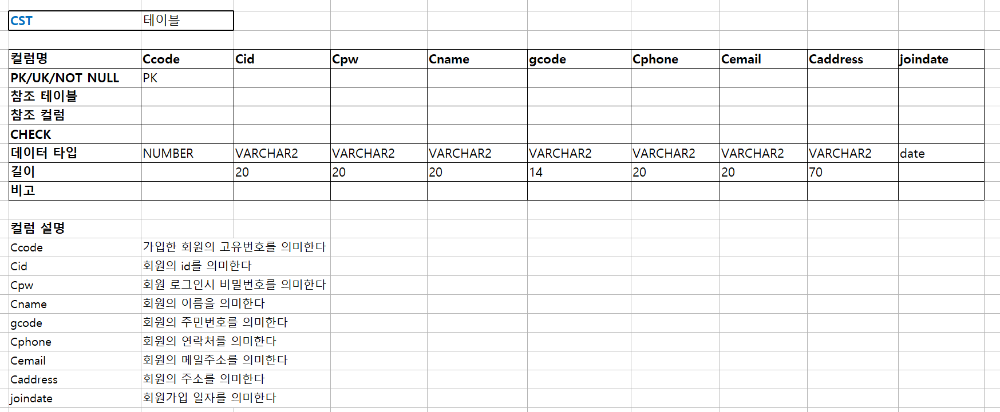 CST 테이블
컬럼명 Ccode Cid Cpw Cname gcode Cphone Cemail Caddress joindate
PK/UK/NOT NULL PK
참조 테이블
참조 컬럼
CHECK
데이터 타입 NUMBER VARCHAR2 VARCHAR2 VARCHAR2 VARCHAR2 VARCHAR2 VARCHAR2 VARCHAR2 date
길이 20 20 20 14 20 20 70
비고
컬럼 설명
Ccode 가입한 회원의 고유번호를 의미한다
Cid 회원의 id를 의미한다
Cpw 회원 로그인시 비밀번호를 의미한다
Cname 회원의 이름을 의미한다
gcode 회원의 주민번호를 의미한다
Cphone 회원의 연락처를 의미한다
Cemail 회원의 메일주소를 의미한다
Caddress 회원의 주소를 의미한다
joindate 회원가입 일자를 의미한다